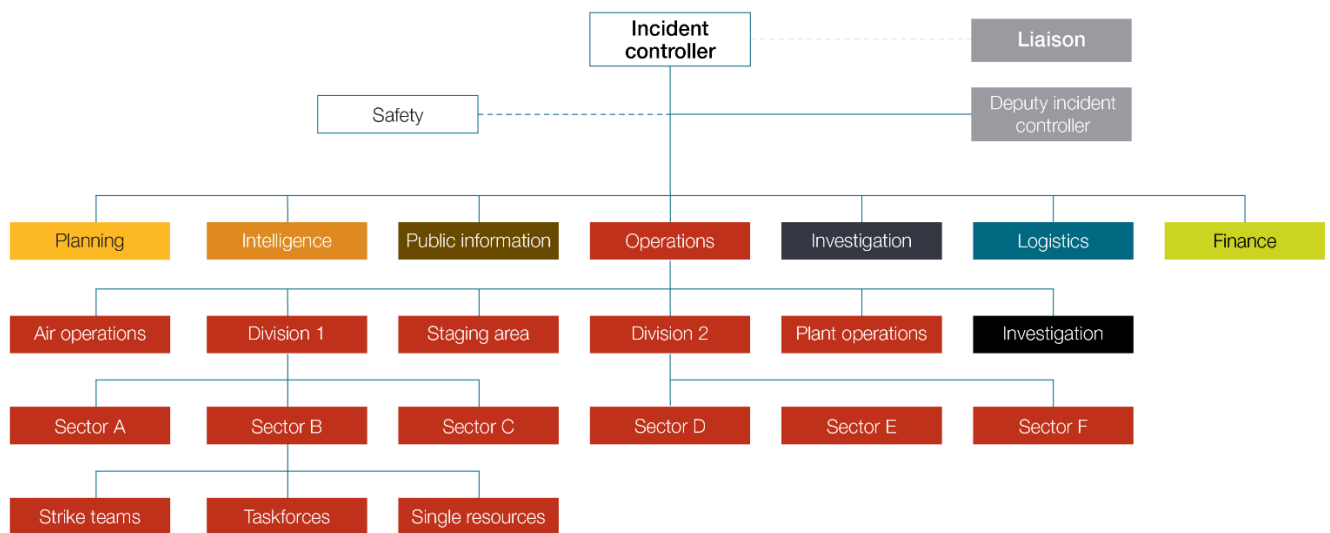 Incident
controller
Liaison
Safety
Deputy incident
controller
Planning
Intelligence
Public information
Operations
Investigation
Logistics
Finance
Air operations
Division 1
Staging area
Division 2
Plant operations
Investigation
Sector A
Sector B
Sector C
Sector D
Sector E
Sector F
Strike teams
Taskforces
Single resources